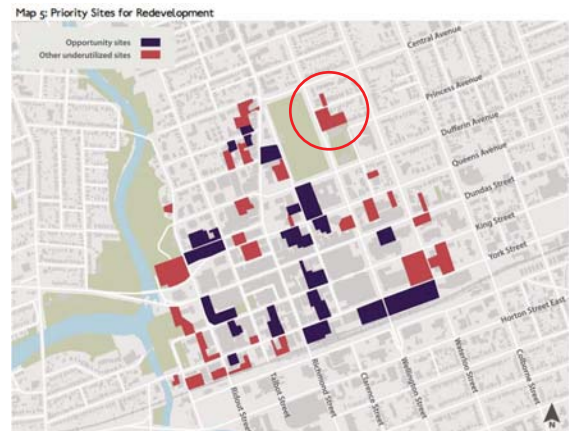 Map 5: Priority Sites for Redevelopment
Opportunity sites
Other underutilized sites
Central Avenue
Princess Avenue
Dufferin Avenue
Queens Avenue
Dundas Street
King Street
York Street
Horton Street East
Ridout Street
Talbot Street
Richmond Street
Clarence Street
Wellington Street
Waterloo Street
Colborne Street
N